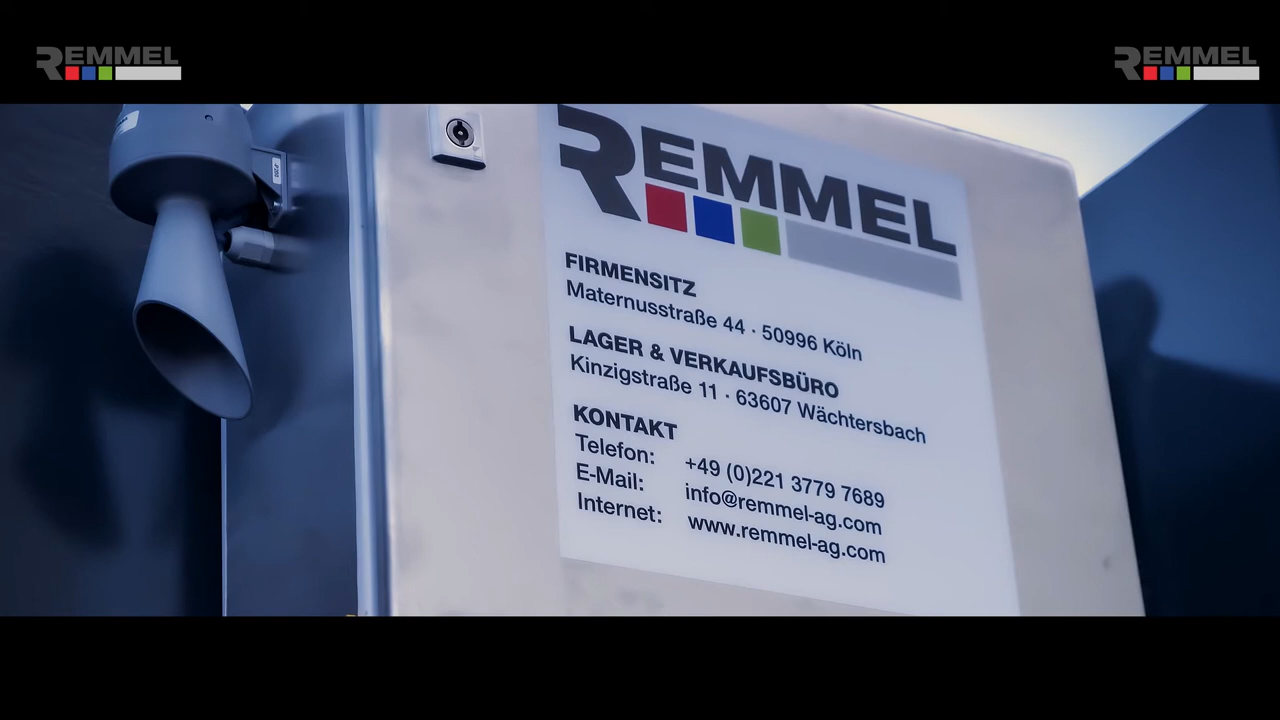 REMMEL
REMMEL
REMMEL
FIRMENSITZ
Maternusstraße 44 · 50996 Köln
LAGER & VERKAUFSBÜRO
Kinzigstraße 11 · 63607 Wächtersbach
KONTAKT
Telefon: +49 (0)221 3779 7689
E-Mail: info@remmel-ag.com
Internet: www.remmel-ag.com